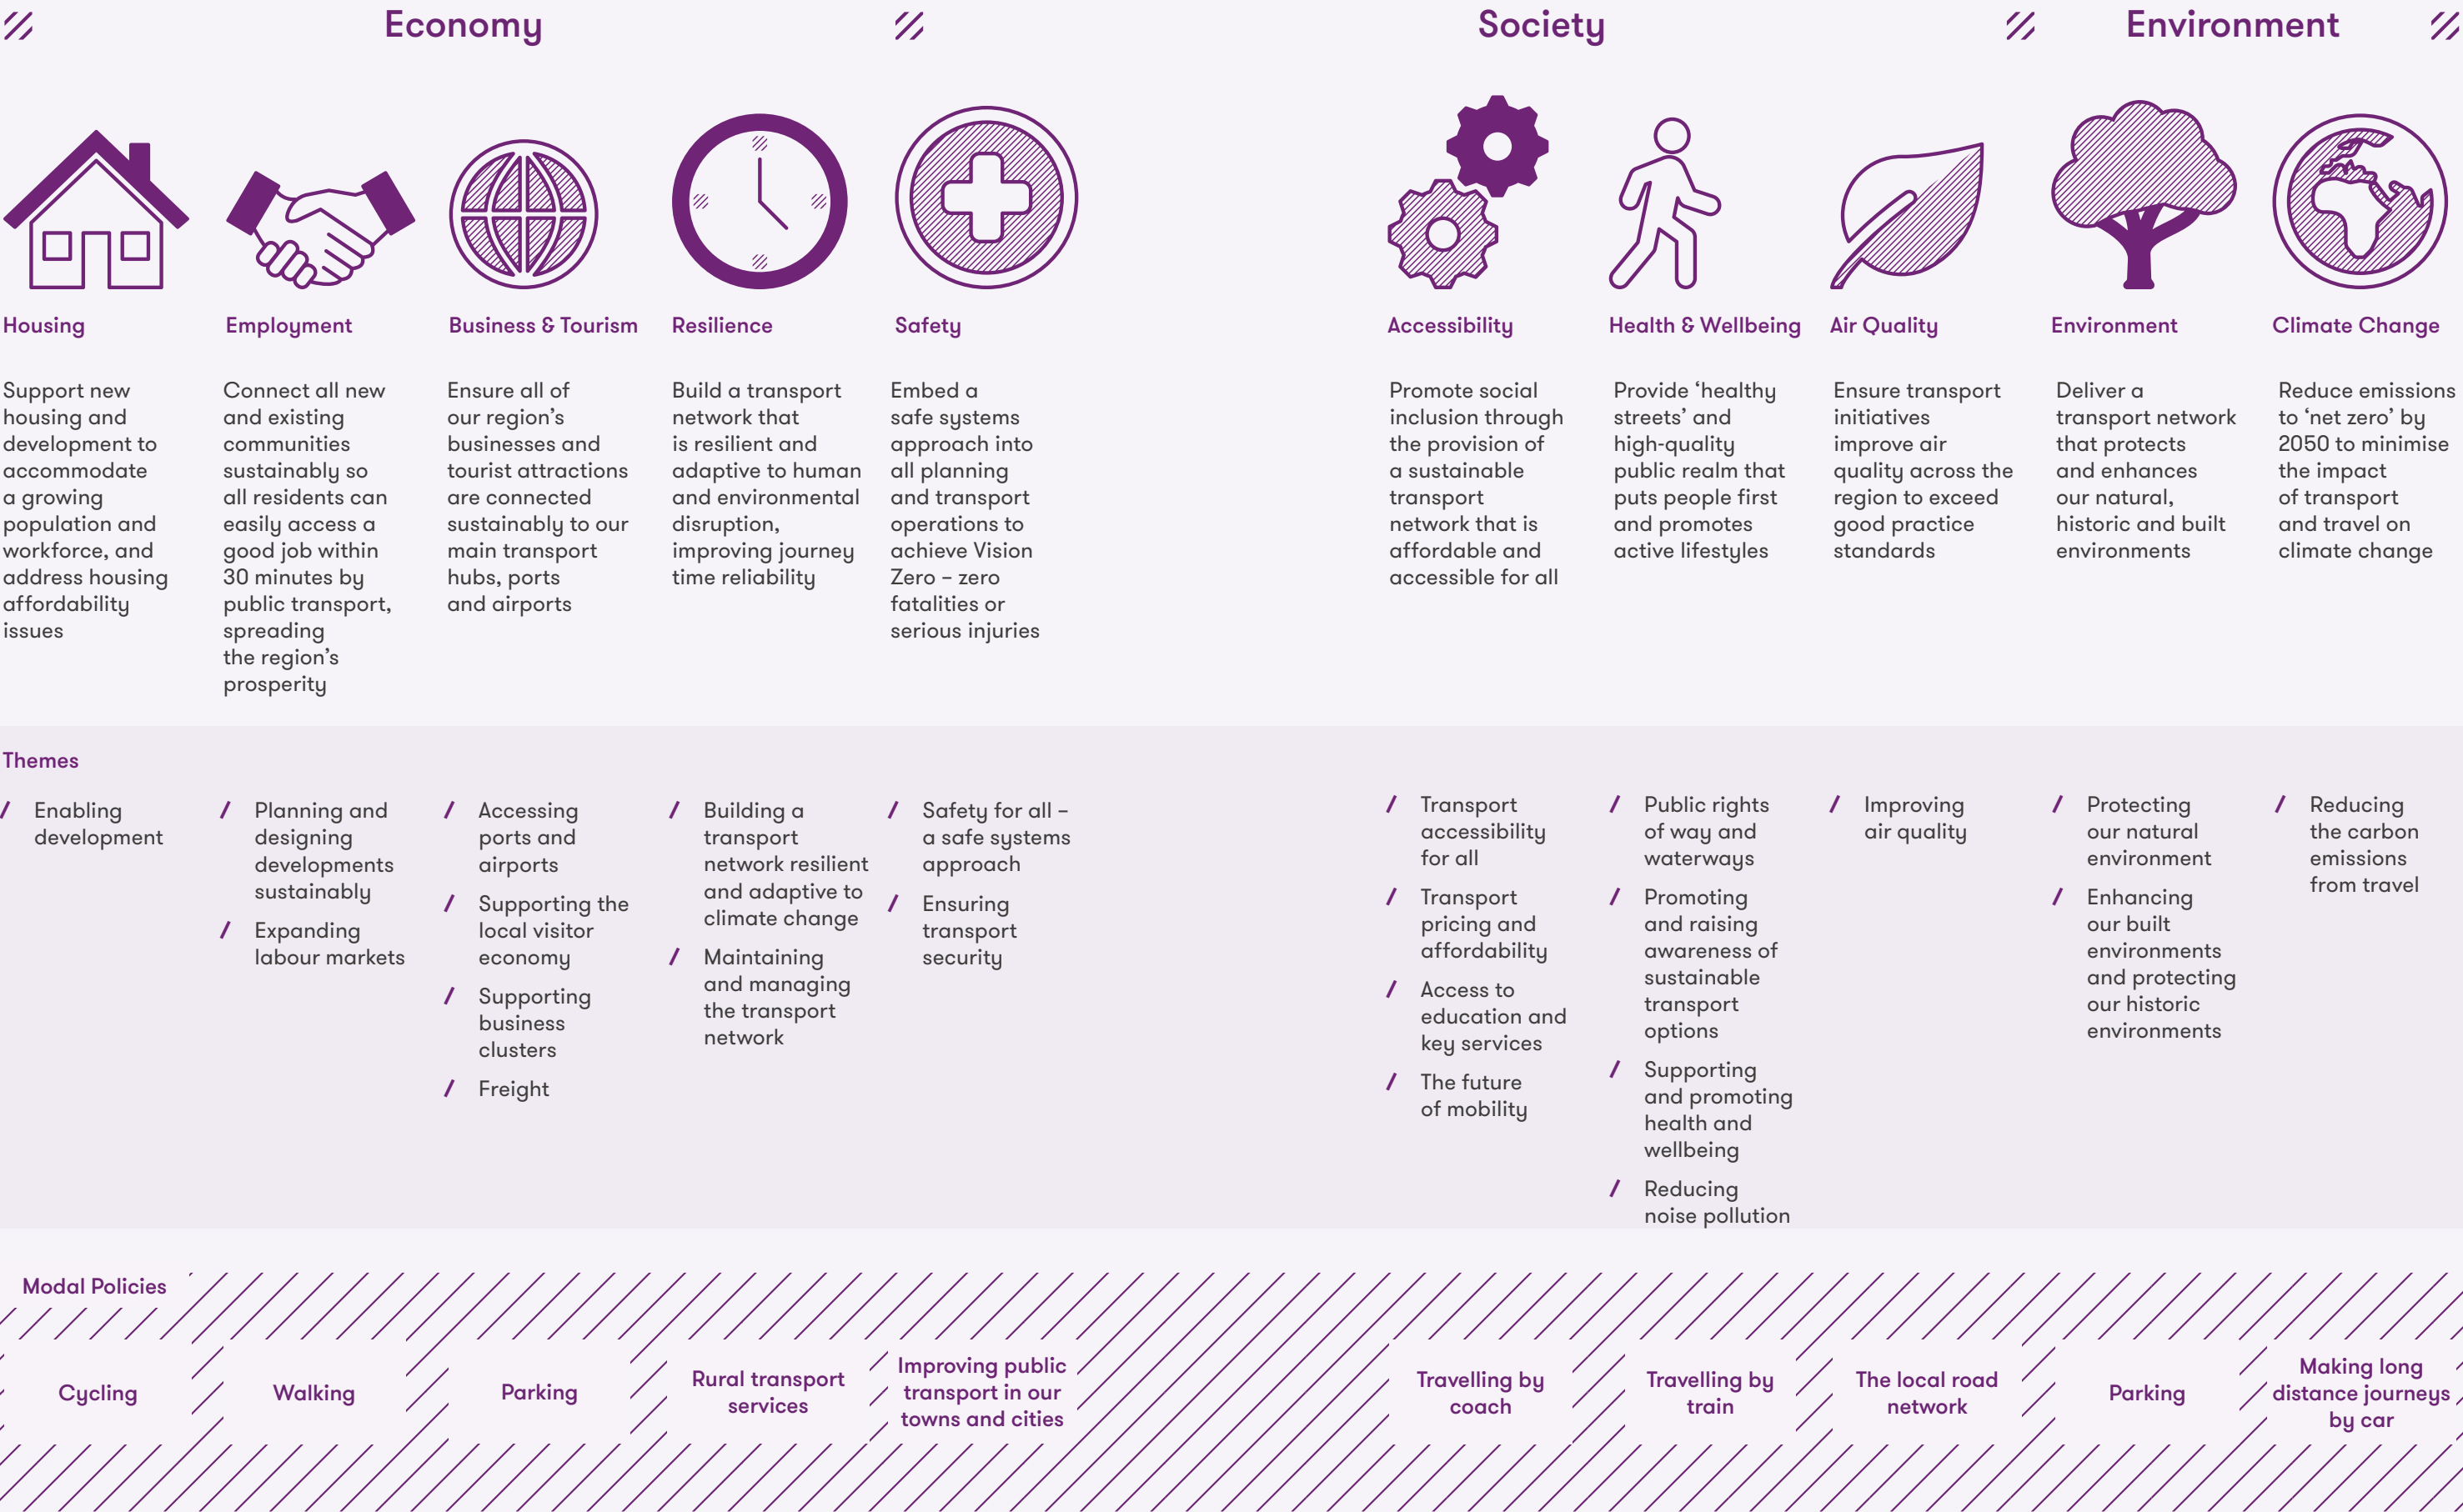 Economy
Society
Environment
Housing
Support new
housing and
development to
accommodate
a growing
population and
workforce, and
address housing
affordability
issues
Employment
Connect all new
and existing
communities
sustainably so
all residents can
easily access a
good job within
30 minutes by
public transport,
spreading
the region’s
prosperity
Business & Tourism
Ensure all of
our region’s
businesses and
tourist attractions
are connected
sustainably to our
main transport
hubs, ports
and airports
Resilience
Build a transport
network that
is resilient and
adaptive to human
and environmental
disruption,
improving journey
time reliability
Safety
Embed a
safe systems
approach into
all planning
and transport
operations to
achieve Vision
Zero – zero
fatalities or
serious injuries
Accessibility
Promote social
inclusion through
the provision of
a sustainable
transport
network that is
affordable and
accessible for all
Health & Wellbeing
Provide ‘healthy
streets’ and
high-quality
public realm that
puts people first
and promotes
active lifestyles
Air Quality
Ensure transport
initiatives
improve air
quality across the
region to exceed
good practice
standards
Environment
Deliver a
transport network
that protects
and enhances
our natural,
historic and built
environments
Climate Change
Reduce emissions
to ‘net zero’ by
2050 to minimise
the impact
of transport
and travel on
climate change
Themes
/ Enabling
development
/ Planning and
designing
developments
sustainably
/ Expanding
labour markets
/ Accessing
ports and
airports
/ Supporting the
local visitor
economy
/ Supporting
business
clusters
/ Freight
/ Building a
transport
network resilient
and adaptive to
climate change
/ Maintaining
and managing
the transport
network
/ Safety for all –
a safe systems
approach
/ Ensuring
transport
security
/ Transport
accessibility
for all
/ Transport
pricing and
affordability
/ Access to
education and
key services
/ The future
of mobility
/ Public rights
of way and
waterways
/ Promoting
and raising
awareness of
sustainable
transport
options
/ Supporting
and promoting
health and
wellbeing
/ Reducing
noise pollution
/ Improving
air quality
/ Protecting
our natural
environment
/ Enhancing
our built
environments
and protecting
our historic
environments
/ Reducing
the carbon
emissions
from travel
Modal Policies
Cycling
Walking
Parking
Rural transport
services
Improving public
transport in our
towns and cities
Travelling by
coach
Travelling by
train
The local road
network
Parking
Making long
distance journeys
by car